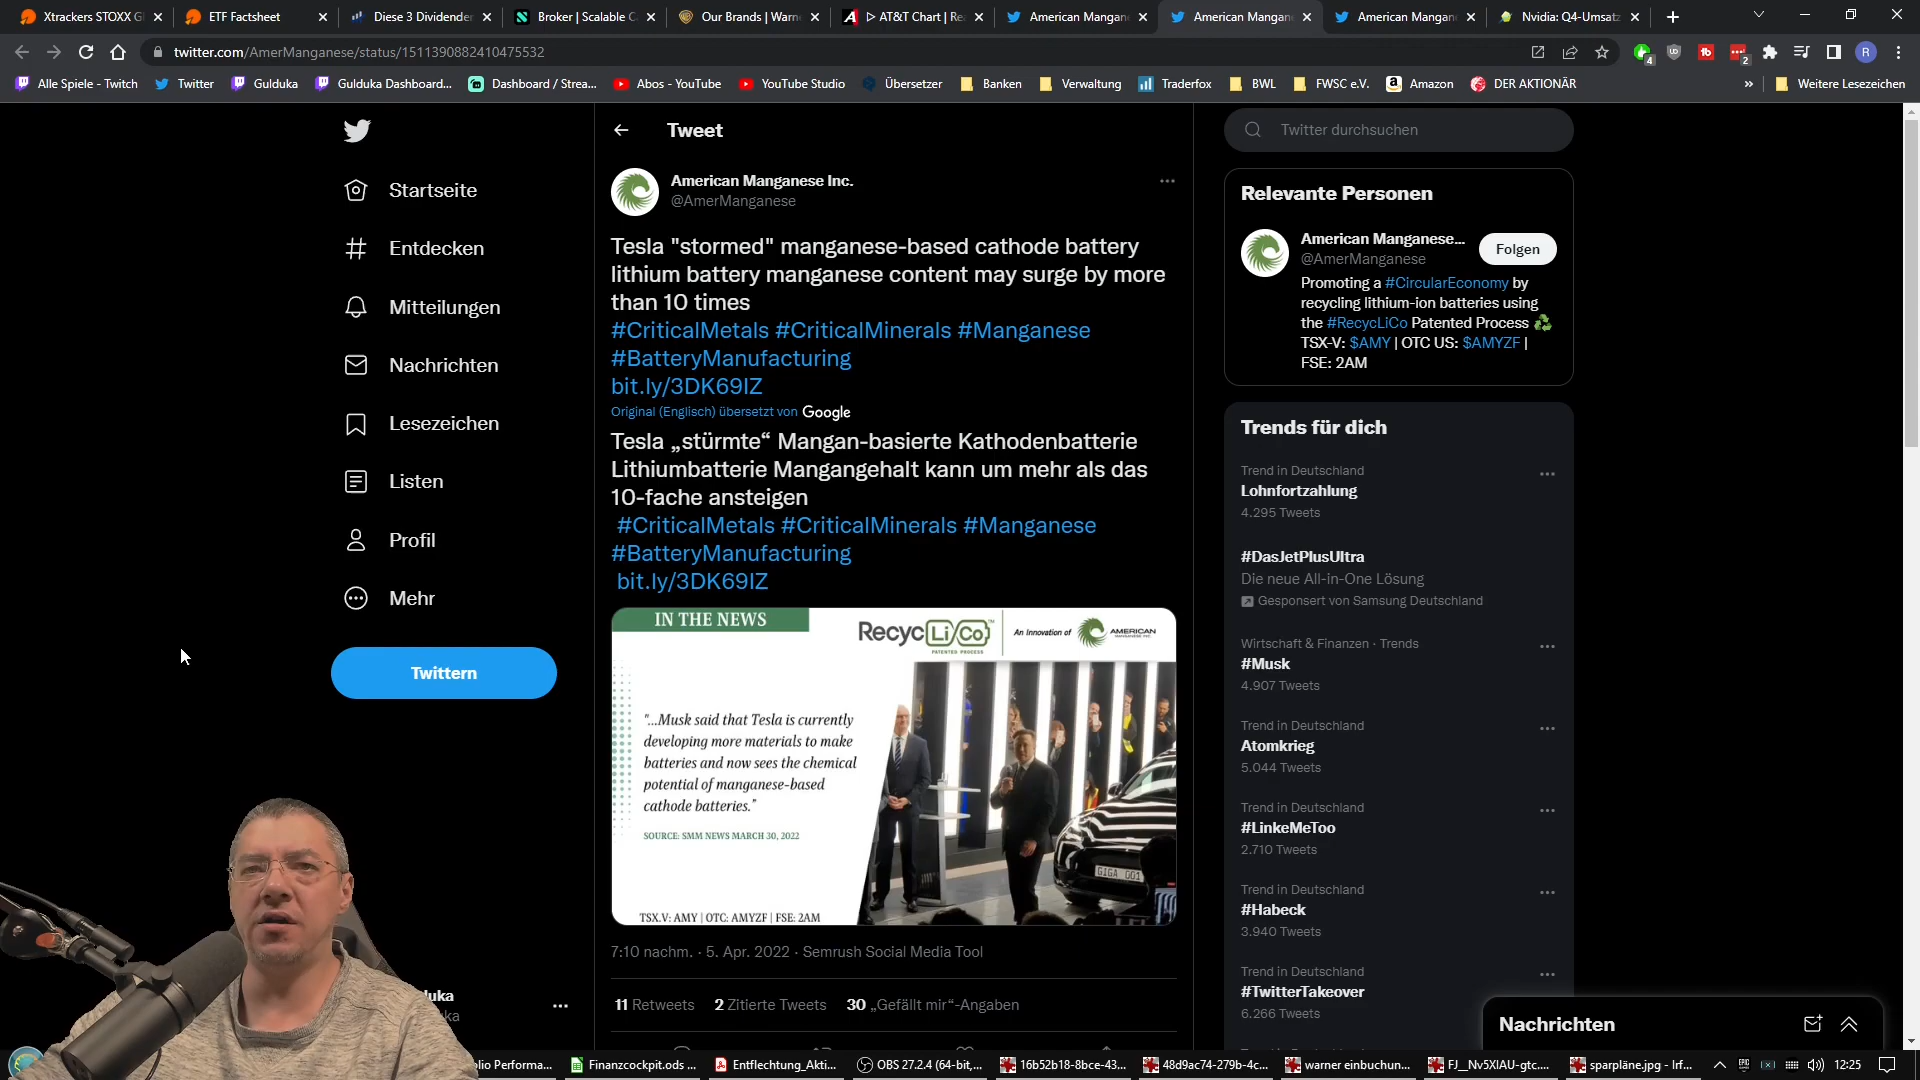 Xtrackers STOXX Gl
ETF Factsheet
Diese 3 Dividender
Broker | Scalable C
Our Brands | Warn
▷ AT&T Chart | Re
American Mangan
American Mangan
American Mangan
Nvidia: Q4-Umsatz
twitter.com/AmerManganese/status/1511390882410475532
4
2
R
Alle Spiele - Twitch
Twitter
Gulduka
Gulduka Dashboard...
Dashboard / Strea...
Abos - YouTube
YouTube Studio
Übersetzer
Banken
Verwaltung
Traderfox
BWL
FWSC e.V.
Amazon
DER AKTIONÄR
»
Weitere Lesezeichen
Startseite
Entdecken
Mitteilungen
Nachrichten
Lesezeichen
Listen
Profil
Mehr
Twittern
Tweet
American Manganese Inc.
@AmerManganese
Tesla "stormed" manganese-based cathode battery
lithium battery manganese content may surge by more
than 10 times
#CriticalMetals #CriticalMinerals #Manganese
#BatteryManufacturing
bit.ly/3DK69IZ
Original (Englisch) übersetzt von Google
Tesla „stürmte“ Mangan-basierte Kathodenbatterie
Lithiumbatterie Mangangehalt kann um mehr als das
10-fache ansteigen
#CriticalMetals #CriticalMinerals #Manganese
#BatteryManufacturing
bit.ly/3DK69IZ
IN THE NEWS
RecycLiCo™
PATENTED PROCESS
An Innovation of
AMERICAN
MANGANESE INC.
"...Musk said that Tesla is currently
developing more materials to make
batteries and now sees the chemical
potential of manganese-based
cathode batteries."
SOURCE: SMM NEWS MARCH 30, 2022
GIGA 001
TSX.V: AMY | OTC: AMYZF | FSE: 2AM
7:10 nachm. · 5. Apr. 2022 · Semrush Social Media Tool
11 Retweets 2 Zitierte Tweets 30 „Gefällt mir“-Angaben
Twitter durchsuchen
Relevante Personen
American Manganese...
@AmerManganese
Folgen
Promoting a #CircularEconomy by
recycling lithium-ion batteries using
the #RecycLiCo Patented Process
TSX-V: $AMY | OTC US: $AMYZF |
FSE: 2AM
Trends für dich
Trend in Deutschland
Lohnfortzahlung
4.295 Tweets
#DasJetPlusUltra
Die neue All-in-One Lösung
Gesponsert von Samsung Deutschland
Wirtschaft & Finanzen · Trends
#Musk
4.907 Tweets
Trend in Deutschland
Atomkrieg
5.044 Tweets
Trend in Deutschland
#LinkeMeToo
2.710 Tweets
Trend in Deutschland
#Habeck
3.940 Tweets
Trend in Deutschland
#TwitterTakeover
6.266 Tweets
Nachrichten
uka
ka
olio Performa...
Finanzcockpit.ods ...
Entflechtung_Akti...
OBS 27.2.4 (64-bit,...
16b52b18-8bce-43...
48d9ac74-279b-4c...
warner einbuchun...
FJ_Nv5XIAU-gtc....
sparpläne.jpg - Irf...
12:25